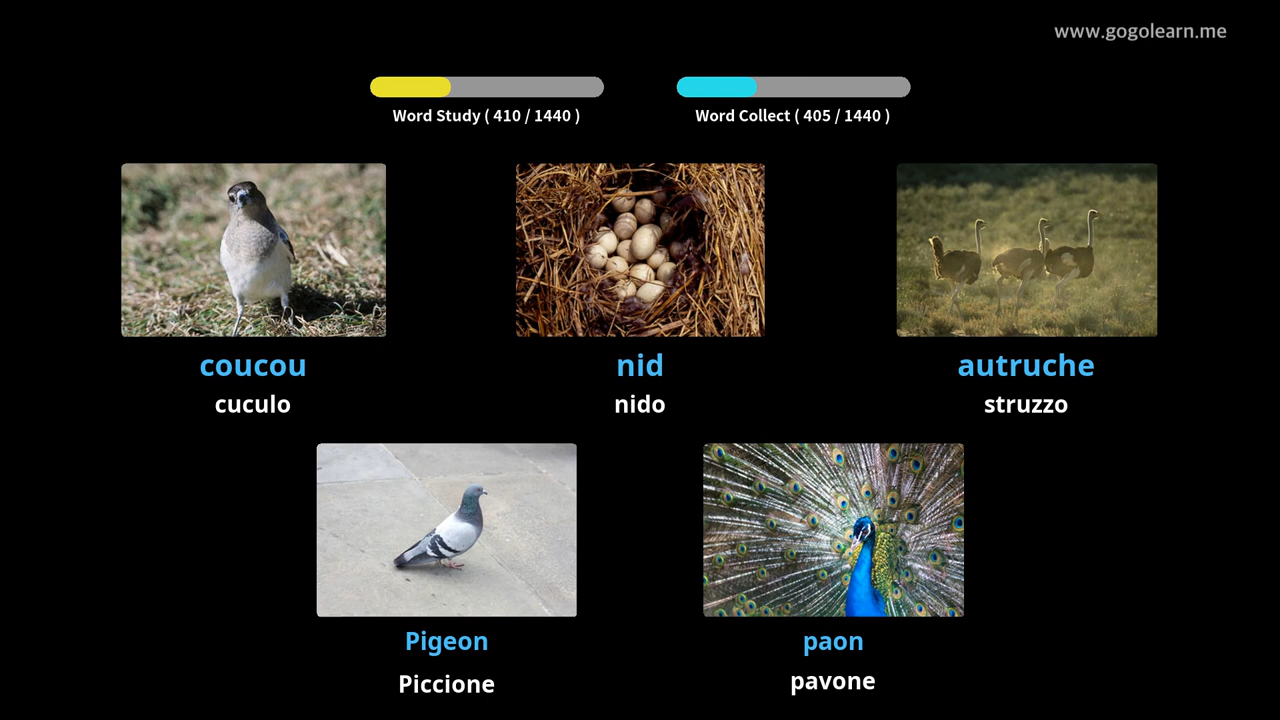 www.gogolearn.me
Word Study ( 410 / 1440 )
Word Collect ( 405 / 1440 )
coucou
cuculo
nid
nido
autruche
struzzo
Pigeon
Piccione
paon
pavone